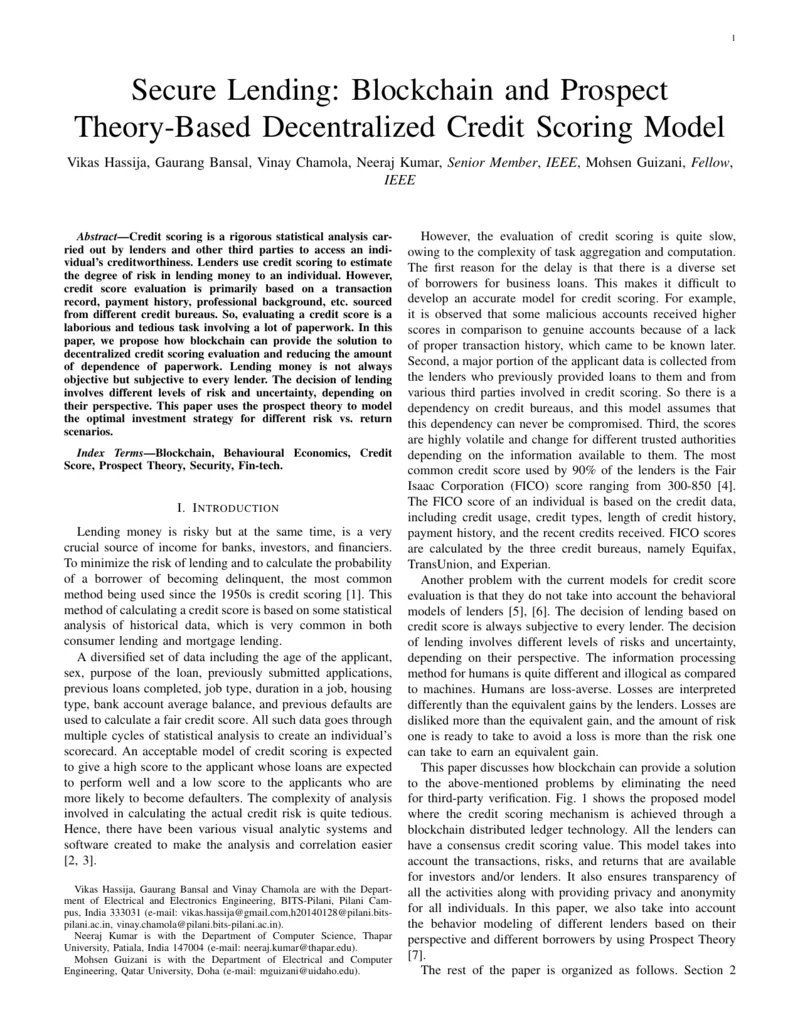 1
Secure Lending: Blockchain and Prospect
Theory-Based Decentralized Credit Scoring Model
Vikas Hassija, Gaurang Bansal, Vinay Chamola, Neeraj Kumar, Senior Member, IEEE, Mohsen Guizani, Fellow,
IEEE
Abstract—Credit scoring is a rigorous statistical analysis car-
ried out by lenders and other third parties to access an indi-
vidual's creditworthiness. Lenders use credit scoring to estimate
the degree of risk in lending money to an individual. However,
credit score evaluation is primarily based on a transaction
record, payment history, professional background, etc. sourced
from different credit bureaus. So, evaluating a credit score is a
laborious and tedious task involving a lot of paperwork. In this
paper, we propose how blockchain can provide the solution to
decentralized credit scoring evaluation and reducing the amount
of dependence of paperwork. Lending money is not always
objective but subjective to every lender. The decision of lending
involves different levels of risk and uncertainty, depending on
their perspective. This paper uses the prospect theory to model
the optimal investment strategy for different risk vs. return
scenarios.
Index Terms—Blockchain, Behavioural Economics, Credit
Score, Prospect Theory, Security, Fin-tech.
I. INTRODUCTION
Lending money is risky but at the same time, is a very
crucial source of income for banks, investors, and financiers.
To minimize the risk of lending and to calculate the probability
of a borrower of becoming delinquent, the most common
method being used since the 1950s is credit scoring [1]. This
method of calculating a credit score is based on some statistical
analysis of historical data, which is very common in both
consumer lending and mortgage lending.
A diversified set of data including the age of the applicant,
sex, purpose of the loan, previously submitted applications,
previous loans completed, job type, duration in a job, housing
type, bank account average balance, and previous defaults are
used to calculate a fair credit score. All such data goes through
multiple cycles of statistical analysis to create an individual's
scorecard. An acceptable model of credit scoring is expected
to give a high score to the applicant whose loans are expected
to perform well and a low score to the applicants who are
more likely to become defaulters. The complexity of analysis
involved in calculating the actual credit risk is quite tedious.
Hence, there have been various visual analytic systems and
software created to make the analysis and correlation easier
[2, 3].
Vikas Hassija, Gaurang Bansal and Vinay Chamola are with the Depart-
ment of Electrical and Electronics Engineering, BITS-Pilani, Pilani Cam-
pus, India 333031 (e-mail: vikas.hassija@gmail.com,h20140128@pilani.bits-
pilani.ac.in, vinay.chamola@pilani.bits-pilani.ac.in).
Neeraj Kumar is with the Department of Computer Science, Thapar
University, Patiala, India 147004 (e-mail: neeraj.kumar@thapar.edu).
Mohsen Guizani is with the Department of Electrical and Computer
Engineering, Qatar University, Doha (e-mail: mguizani@uidaho.edu).
However, the evaluation of credit scoring is quite slow,
owing to the complexity of task aggregation and computation.
The first reason for the delay is that there is a diverse set
of borrowers for business loans. This makes it difficult to
develop an accurate model for credit scoring. For example,
it is observed that some malicious accounts received higher
scores in comparison to genuine accounts because of a lack
of proper transaction history, which came to be known later.
Second, a major portion of the applicant data is collected from
the lenders who previously provided loans to them and from
various third parties involved in credit scoring. So there is a
dependency on credit bureaus, and this model assumes that
this dependency can never be compromised. Third, the scores
are highly volatile and change for different trusted authorities
depending on the information available to them. The most
common credit score used by 90% of the lenders is the Fair
Isaac Corporation (FICO) score ranging from 300-850 [4].
The FICO score of an individual is based on the credit data,
including credit usage, credit types, length of credit history,
payment history, and the recent credits received. FICO scores
are calculated by the three credit bureaus, namely Equifax,
TransUnion, and Experian.
Another problem with the current models for credit score
evaluation is that they do not take into account the behavioral
models of lenders [5], [6]. The decision of lending based on
credit score is always subjective to every lender. The decision
of lending involves different levels of risks and uncertainty,
depending on their perspective. The information processing
method for humans is quite different and illogical as compared
to machines. Humans are loss-averse. Losses are interpreted
differently than the equivalent gains by the lenders. Losses are
disliked more than the equivalent gain, and the amount of risk
one is ready to take to avoid a loss is more than the risk one
can take to earn an equivalent gain.
This paper discusses how blockchain can provide a solution
to the above-mentioned problems by eliminating the need
for third-party verification. Fig. 1 shows the proposed model
where the credit scoring mechanism is achieved through a
blockchain distributed ledger technology. All the lenders can
have a consensus credit scoring value. This model takes into
account the transactions, risks, and returns that are available
for investors and/or lenders. It also ensures transparency of
all the activities along with providing privacy and anonymity
for all individuals. In this paper, we also take into account
the behavior modeling of different lenders based on their
perspective and different borrowers by using Prospect Theory
[7].
The rest of the paper is organized as follows. Section 2